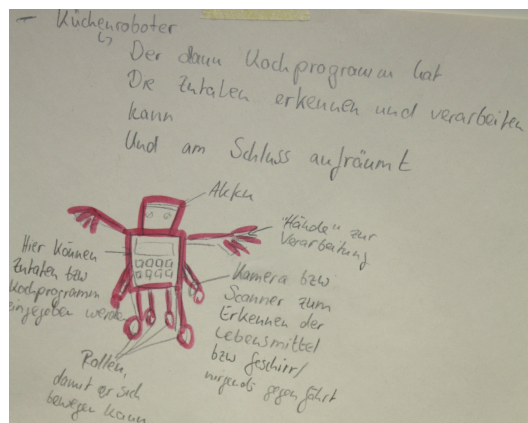 - Küchenroboter
↳ Der dann Kochprogramm hat
Die Zutaten erkennen und verarbeiten
kann
Und am Schluss aufräumt
"Hände" zur
Verarbeitung
Hier können
Zutaten bzw
Kochprogramm
eingegeben werden
Kamera bzw
Scanner zum
Erkennen der
Lebensmittel
bzw Geschirr/
nirgends gegen fährt
Rollen,
damit er sich
bewegen kann